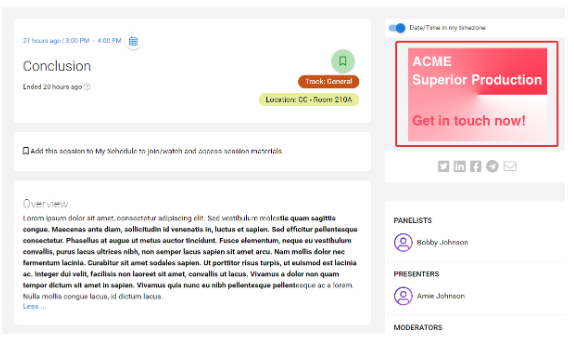 21 hours ago | 3:00 PM - 4:00 PM
Conclusion
Ended 20 hours ago
Track: General
Location: CC - Room 210A
Add this session to My Schedule to join/watch and access session materials.
Overview
Lorem ipsum dolor sit amet, consectetur adipiscing elit. Sed vestibulum molestie quam sagittis
congue. Maecenas ante diam, sollicitudin id venenatis in, luctus et sapien. Sed efficitur pellentesque
consectetur. Phasellus at augue ut metus auctor tincidunt. Fusce elementum, neque eu vestibulum
convallis, purus lacus ultrices nibh, non semper lacus sapien sit amet arcu. Nam mollis dolor nec
fermentum lacinia. Curabitur sit amet sodales sapien. Ut porttitor risus turpis, ut euismod est lacinia
ac. Integer dui velit, facilisis non laoreet sit amet, convallis ut lacus. Vivamus a dolor non quam
tempor dictum sit amet in sapien. Vivamus quis nunc eu nibh pellentesque pellentesque ac a lorem.
Nulla mollis congue lacus, id dictum lacus.
Less ...
Date/Time in my timezone
ACME
Superior Production
Get in touch now!
PANELISTS
Bobby Johnson
PRESENTERS
Amie Johnson
MODERATORS